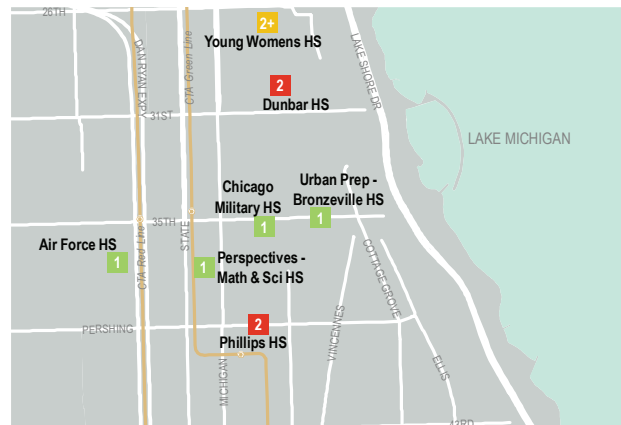 26TH
2+
Young Womens HS
DAN RYAN EXPY
CTA Green Line
LAKE SHORE DR
2
Dunbar HS
31ST
LAKE MICHIGAN
Chicago
Military HS
1
Urban Prep -
Bronzeville HS
1
35TH
STATE
Air Force HS
1
CTA Red Line
1
Perspectives -
Math & Sci HS
COTTAGE GROVE
2
Phillips HS
PERSHING
MICHIGAN
VINCENNES
ELLIS
43RD